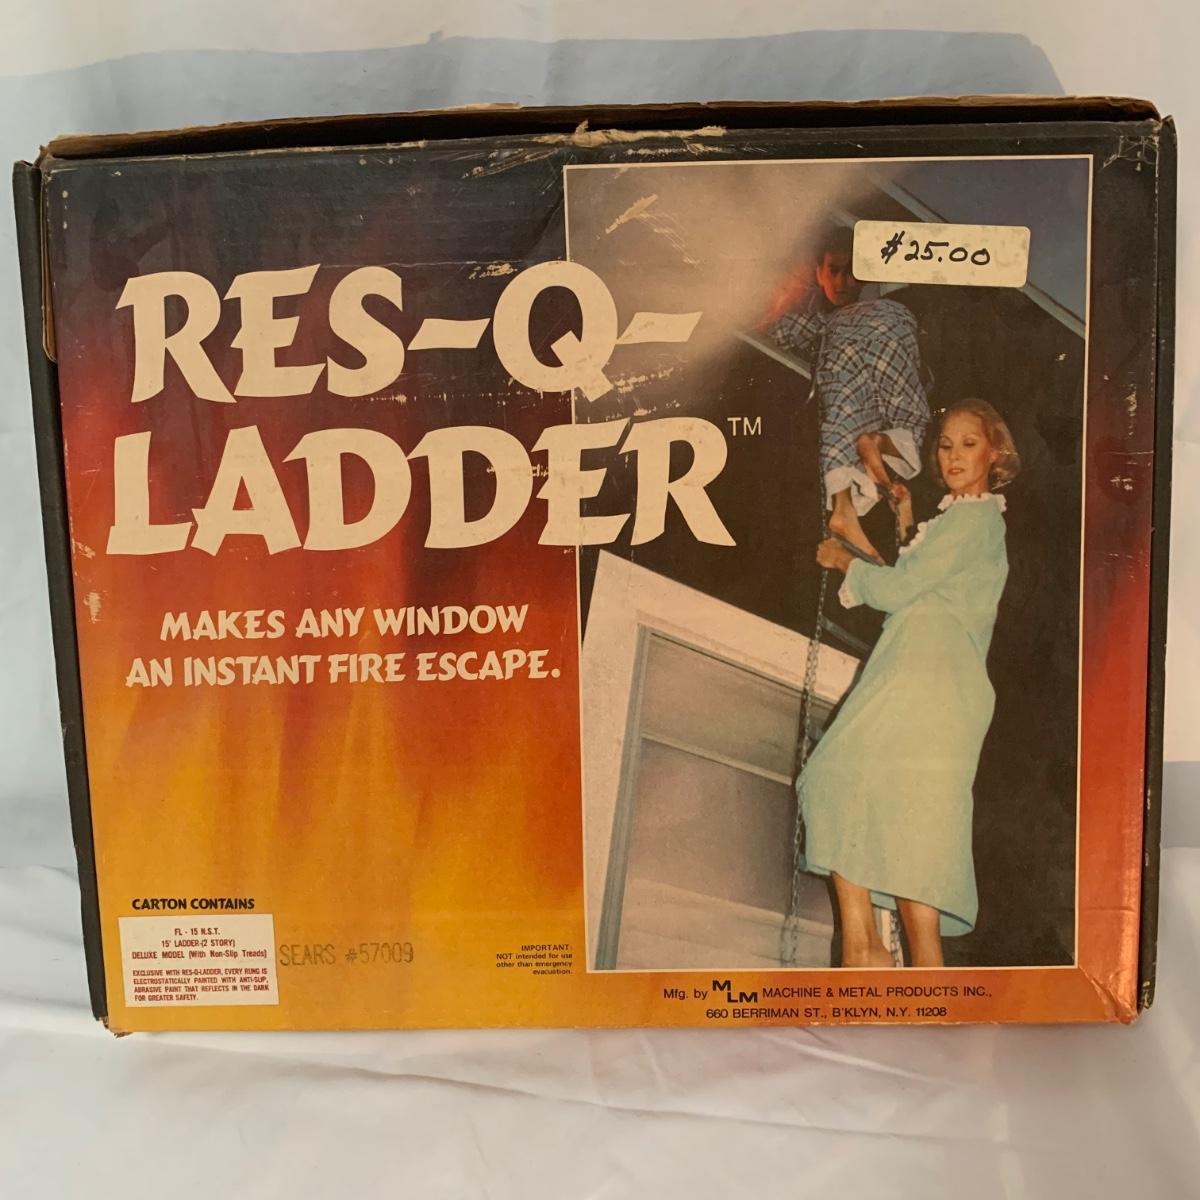 $25.00
RES-Q-
LADDER™
MAKES ANY WINDOW
AN INSTANT FIRE ESCAPE.
CARTON CONTAINS
FL - 15 N.S.T.
15' LADDER-(2 STORY)
DELUXE MODEL (With Non-Slip Treads)
EXCLUSIVE WITH RES-Q-LADDER, EVERY RUNG IS
ELECTROSTATICALLY PAINTED WITH ANTI-SLIP,
ABRASIVE PAINT THAT REFLECTS IN THE DARK
FOR GREATER SAFETY.
SEARS #57009
IMPORTANT:
NOT intended for use
other than emergency
evacuation.
Mfg. by MLM MACHINE & METAL PRODUCTS INC.,
660 BERRIMAN ST., B'KLYN, N.Y. 11208